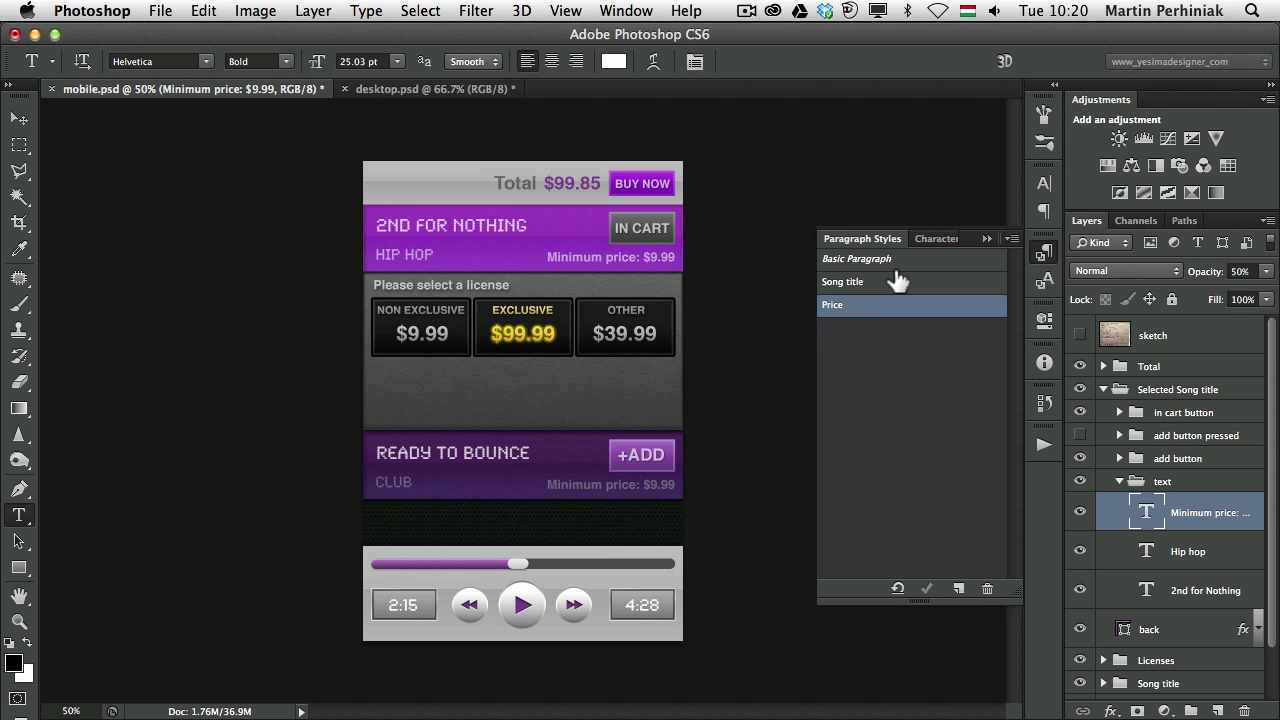 Photoshop File Edit Image Layer Type Select Filter 3D View Window Help Tue 10:20 Martin Perhiniak
Adobe Photoshop CS6
T Helvetica Bold T 25.03 pt aa Smooth 3D www_yesimadesigner_com
mobile.psd @ 50% (Minimum price: $9.99, RGB/8) * desktop.psd @ 66.7% (RGB/8) *
Adjustments
Add an adjustment
Total $99.85 BUY NOW
2ND FOR NOTHING IN CART
HIP HOP Minimum price: $9.99
Please select a license
NON EXCLUSIVE EXCLUSIVE OTHER
$9.99 $99.99 $39.99
READY TO BOUNCE +ADD
CLUB Minimum price: $9.99
2:15 4:28
Paragraph Styles Character
Basic Paragraph
Song title
Price
Layers Channels Paths
Kind
Normal Opacity: 50%
Lock: Fill: 100%
sketch
Total
Selected Song title
in cart button
add button pressed
add button
text
T Minimum price: ...
T Hip hop
T 2nd for Nothing
back fx
Licenses
Song title
50% Doc: 1.76M/36.9M
fx